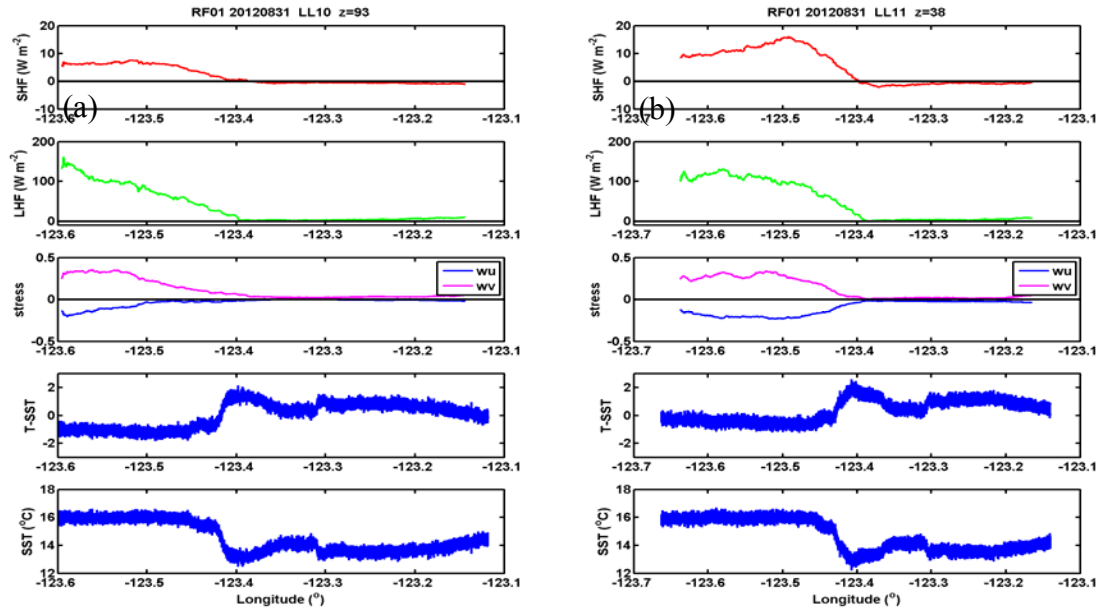 RF01 20120831 LL10 z=93
SHF (W m-2)
20
10
0
-10
(a)
-123.6 -123.5 -123.4 -123.3 -123.2 -123.1
LHF (W m-2)
200
100
0
-123.6 -123.5 -123.4 -123.3 -123.2 -123.1
stress
0.5
0
-0.5
wu
wv
-123.6 -123.5 -123.4 -123.3 -123.2 -123.1
T-SST
2
0
-2
-123.6 -123.5 -123.4 -123.3 -123.2 -123.1
SST (oC)
18
16
14
12
-123.6 -123.5 -123.4 -123.3 -123.2 -123.1
Longitude (o)
RF01 20120831 LL11 z=38
SHF (W m-2)
20
10
0
-10
(b)
-123.7 -123.6 -123.5 -123.4 -123.3 -123.2 -123.1
LHF (W m-2)
200
100
0
-123.7 -123.6 -123.5 -123.4 -123.3 -123.2 -123.1
stress
0.5
0
-0.5
wu
wv
-123.7 -123.6 -123.5 -123.4 -123.3 -123.2 -123.1
T-SST
2
0
-2
-123.7 -123.6 -123.5 -123.4 -123.3 -123.2 -123.1
SST (oC)
18
16
14
12
-123.7 -123.6 -123.5 -123.4 -123.3 -123.2 -123.1
Longitude (o)